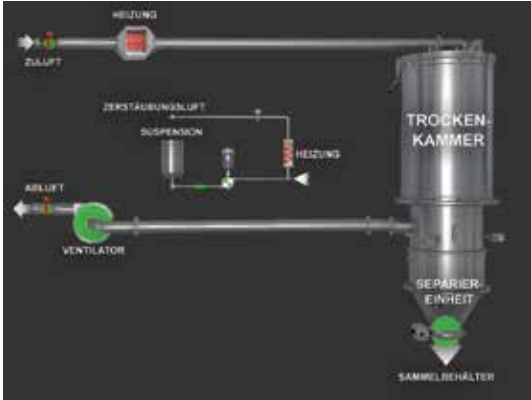 HEIZUNG
ZULUFT
ZERSTÄUBUNGSLUFT
SUSPENSION
HEIZUNG
TROCKEN-
KAMMER
ABLUFT
VENTILATOR
SEPARIER-
EINHEIT
SAMMELBEHÄLTER